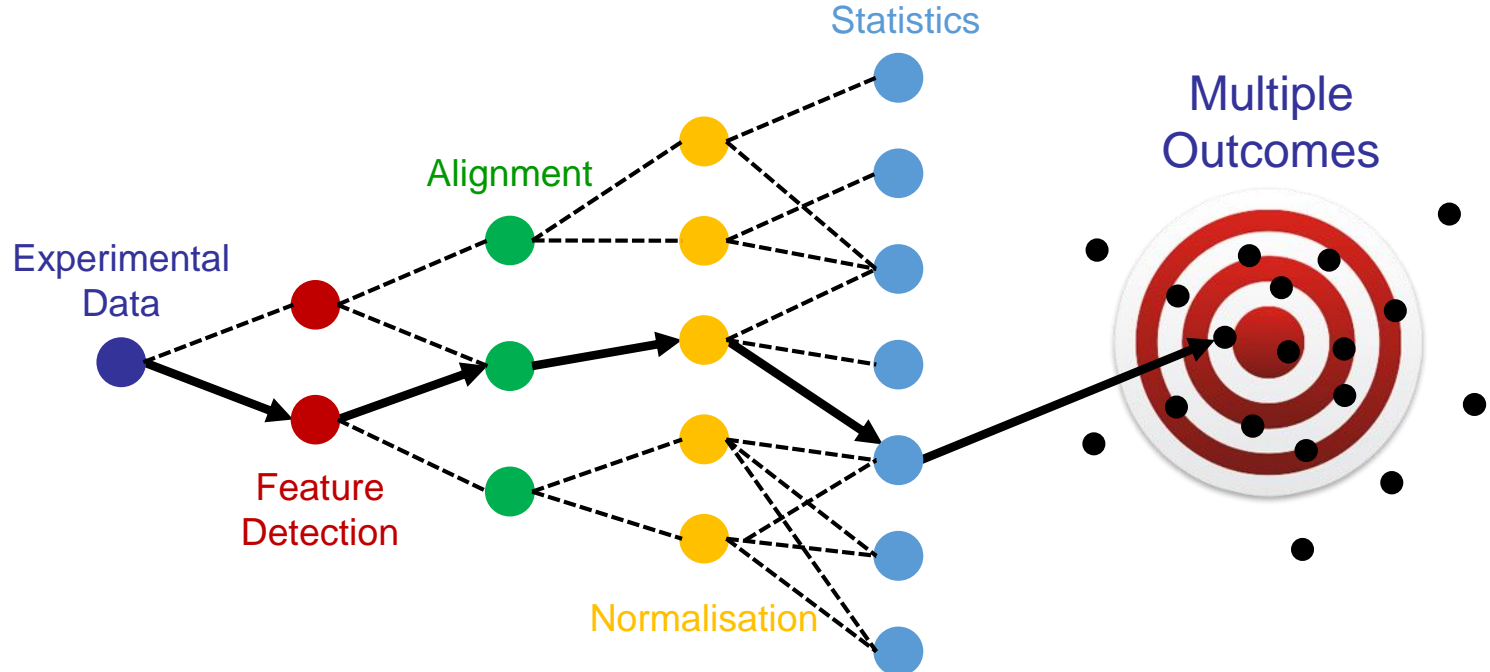 Experimental
Data
Feature
Detection
Alignment
Normalisation
Statistics
Multiple
Outcomes